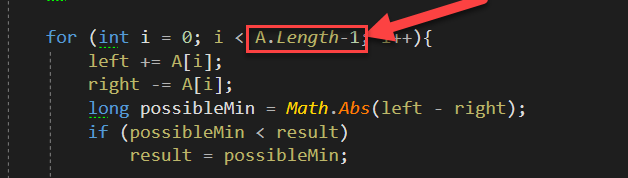 for (int i = 0; i < A.Length-1; i++){
left += A[i];
right -= A[i];
long possibleMin = Math.Abs(left - right);
if (possibleMin < result)
result = possibleMin;